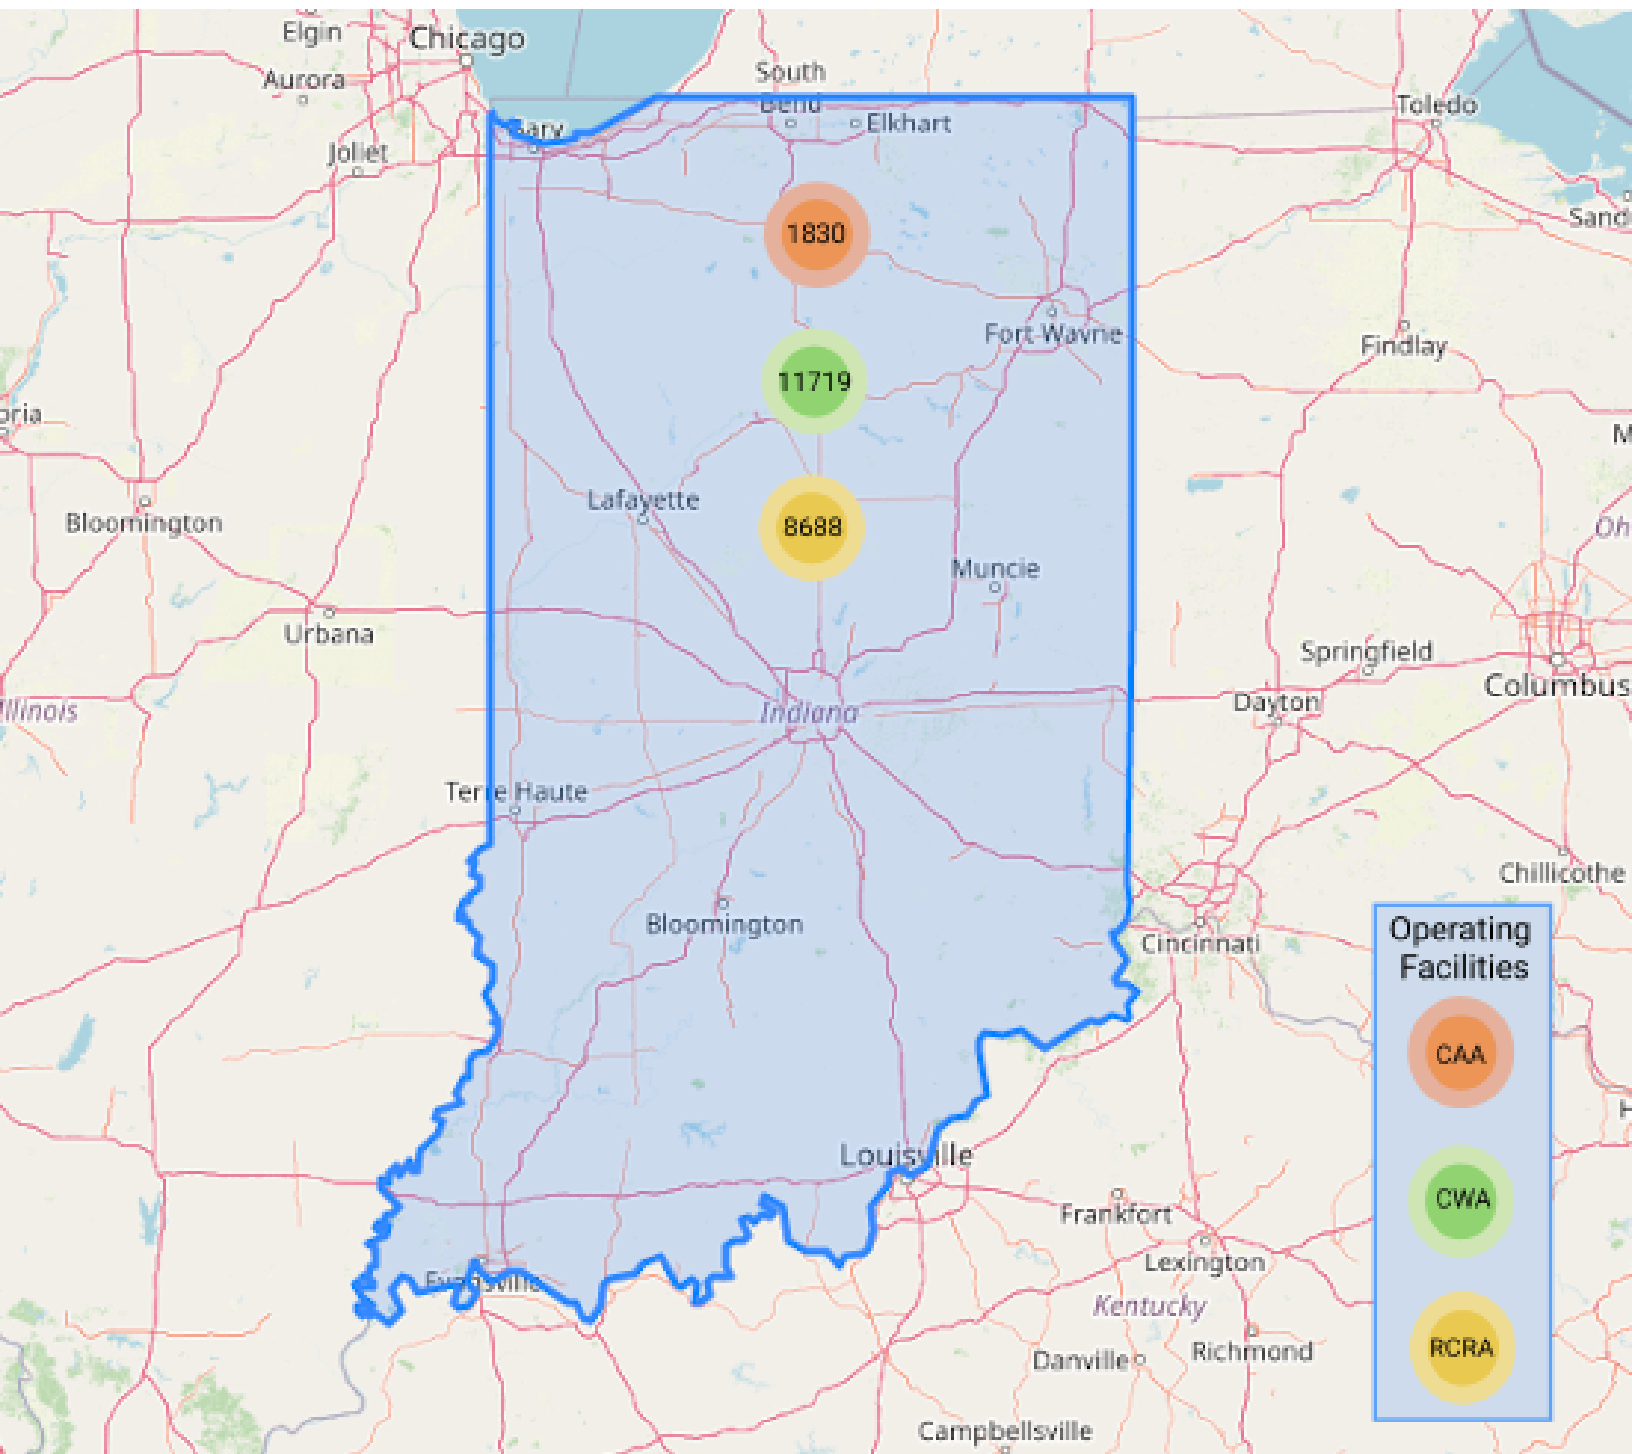 Elgin
Chicago
Aurora
South
Bend
Toledo
Gary
Elkhart
Joliet
1830
Fort Wayne
Findlay
11719
Lafayette
8688
Bloomington
Muncie
Urbana
Springfield
Columbus
Illinois
Indiana
Dayton
Terre Haute
Chillicothe
Bloomington
Cincinnati
Operating
Facilities
CAA
CWA
RCRA
Louisville
Frankfort
Lexington
Evansville
Kentucky
Danville
Richmond
Campbellsville